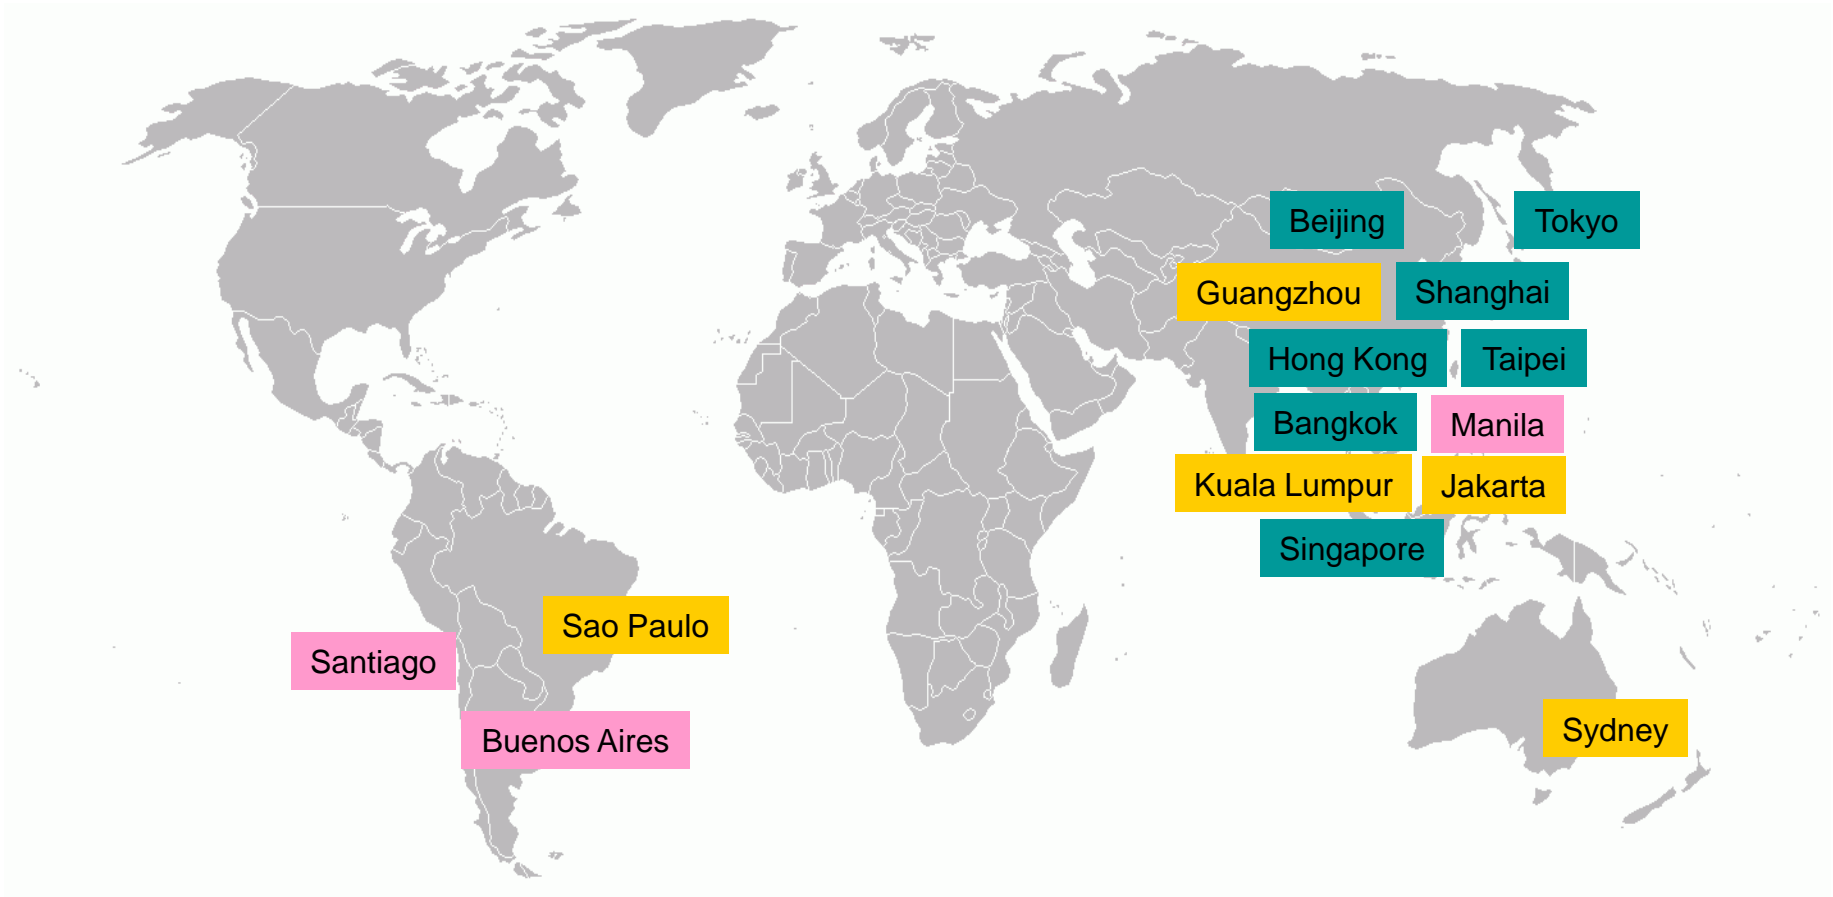 Beijing
Tokyo
Guangzhou
Shanghai
Hong Kong
Taipei
Bangkok
Manila
Kuala Lumpur
Jakarta
Singapore
Sao Paulo
Santiago
Sydney
Buenos Aires